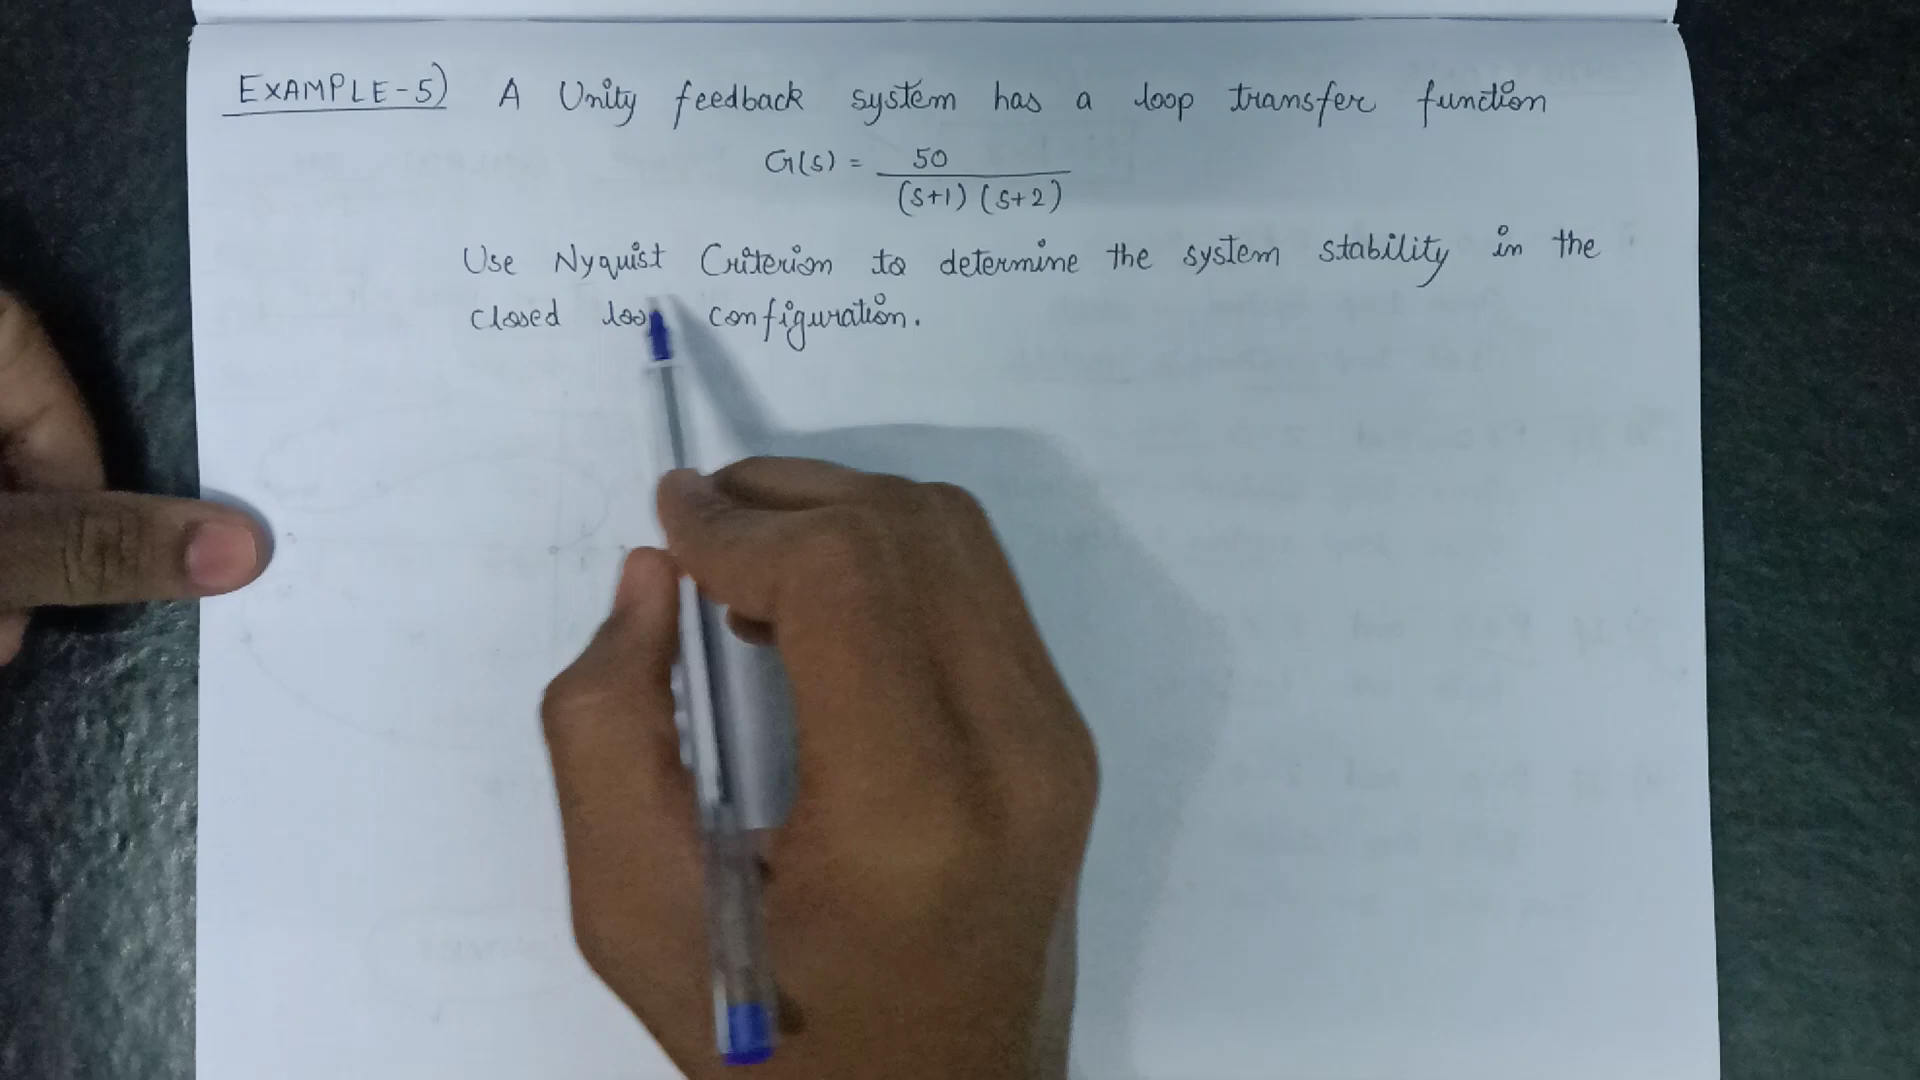 EXAMPLE-5) A Unity feedback system has a loop transfer function
G(s) = 50 / (s+1) (s+2)
Use Nyquist Criterion to determine the system stability in the
closed loop configuration.